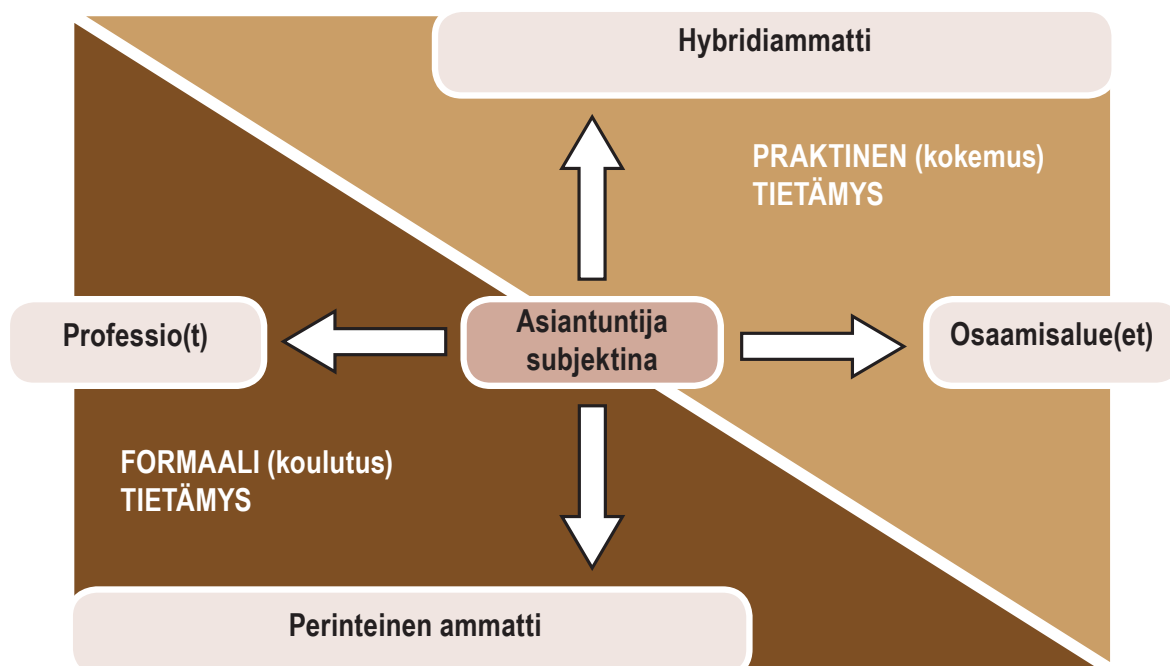 Hybridiammatti
PRAKTINEN (kokemus)
TIETÄMYS
Professio(t)
Asiantuntija
subjektina
Osaamisalue(et)
FORMAALI (koulutus)
TIETÄMYS
Perinteinen ammatti